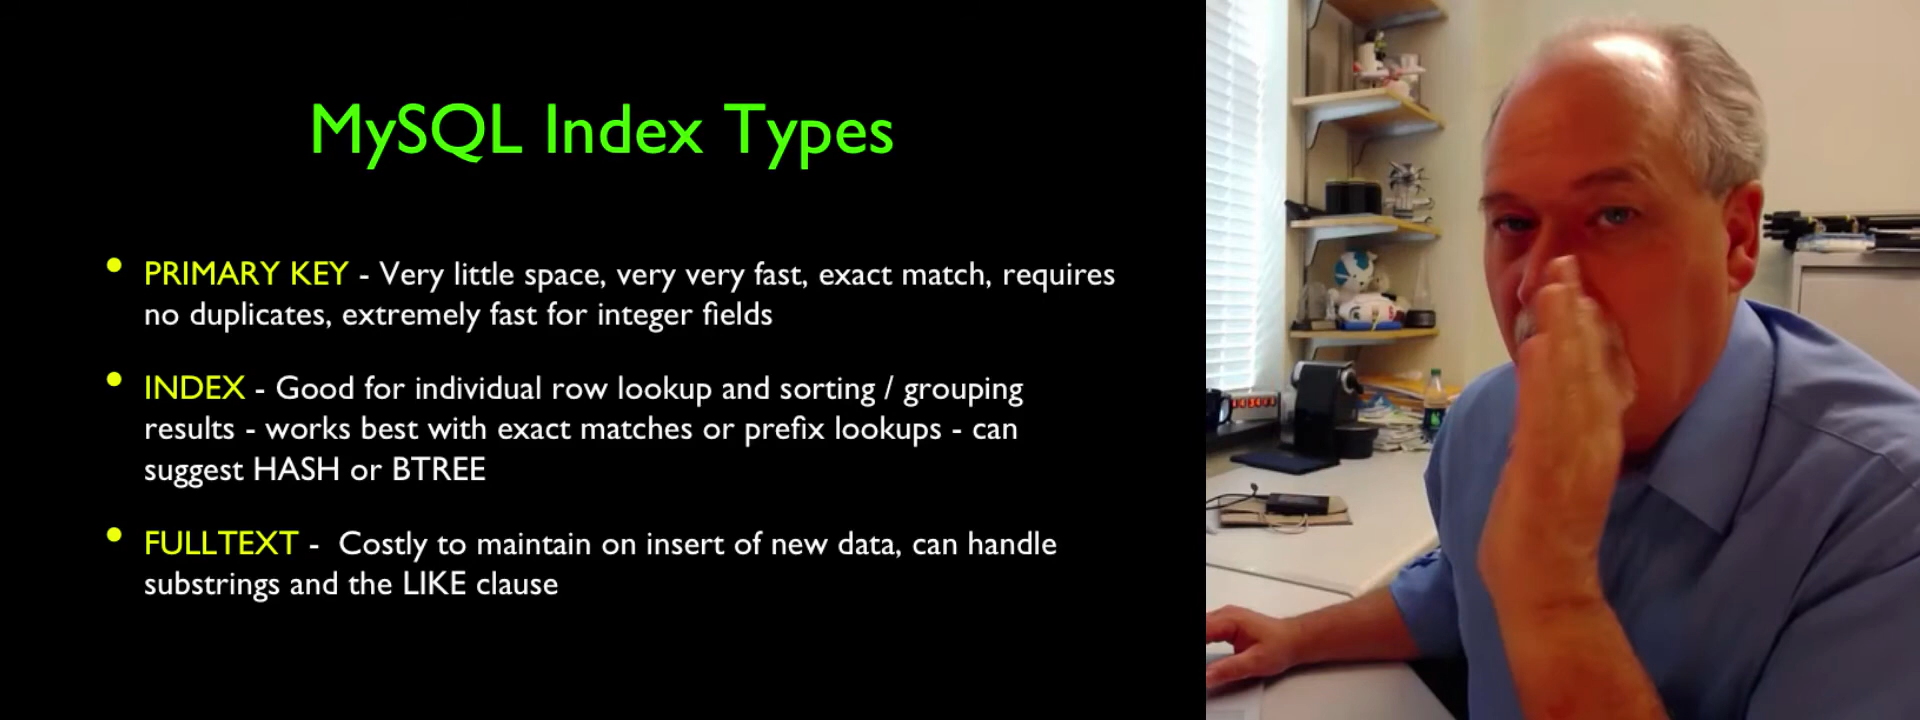 MySQL Index Types
• PRIMARY KEY - Very little space, very very fast, exact match, requires
no duplicates, extremely fast for integer fields
• INDEX - Good for individual row lookup and sorting / grouping
results - works best with exact matches or prefix lookups - can
suggest HASH or BTREE
• FULLTEXT - Costly to maintain on insert of new data, can handle
substrings and the LIKE clause